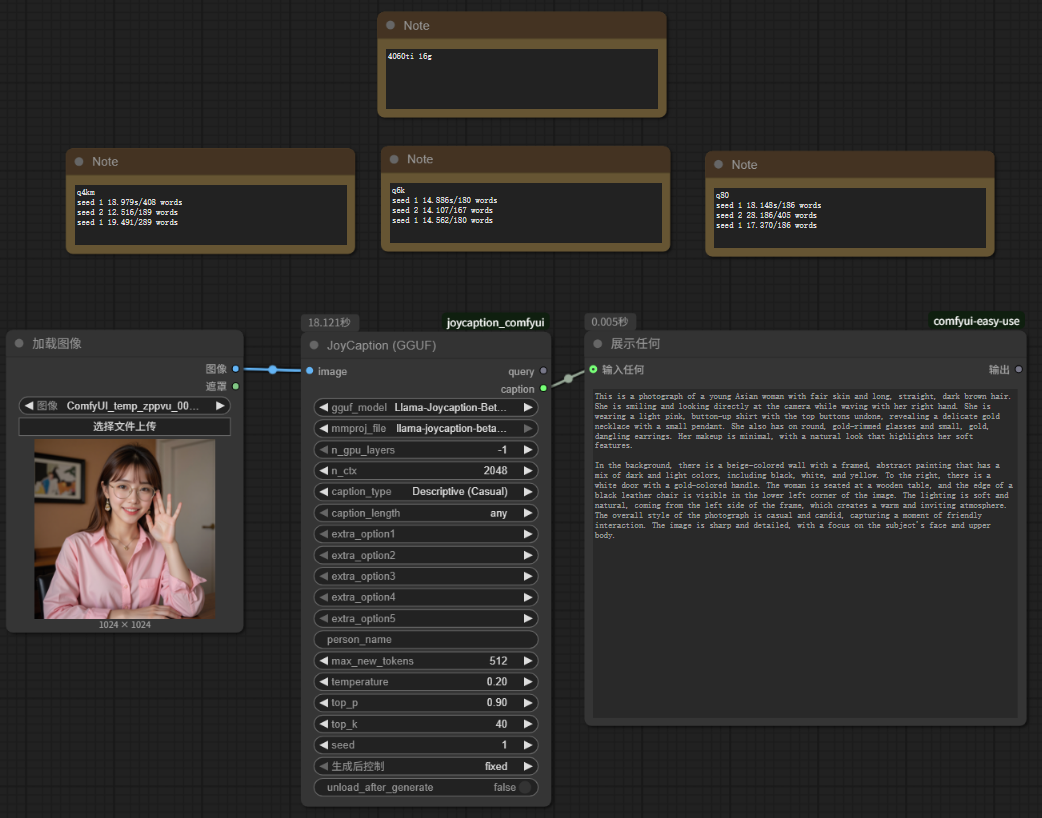 Note
4060ti 16g
Note
q4km
seed 1 18.979s/408 words
seed 2 12.516/189 words
seed 1 19.491/289 words
Note
q6k
seed 1 14.886s/180 words
seed 2 14.107/167 words
seed 1 14.562/180 words
Note
q80
seed 1 18.148s/186 words
seed 2 28.186/405 words
seed 1 17.370/186 words
加载图像
图像
遮罩
图像 ComfyUI_temp_zppvu_00...
选择文件上传
1024 × 1024
18.121秒
joycaption_comfyui
JoyCaption (GGUF)
image
query
caption
gguf_model Llama-Joycaption-Bet...
mmproj_file llama-joycaption-beta...
n_gpu_layers -1
n_ctx 2048
caption_type Descriptive (Casual)
caption_length any
extra_option1
extra_option2
extra_option3
extra_option4
extra_option5
person_name
max_new_tokens 512
temperature 0.20
top_p 0.90
top_k 40
seed 1
生成后控制 fixed
unload_after_generate false
0.005秒
comfyui-easy-use
展示任何
输入任何
输出
This is a photograph of a young Asian woman with fair skin and long, straight, dark brown hair.
She is smiling and looking directly at the camera while waving with her right hand. She is
wearing a light pink, button-up shirt with the top buttons undone, revealing a delicate gold
necklace with a small pendant. She also has on round, gold-rimmed glasses and small, gold,
dangling earrings. Her makeup is minimal, with a natural look that highlights her soft
features.
In the background, there is a beige-colored wall with a framed, abstract painting that has a
mix of dark and light colors, including black, white, and yellow. To the right, there is a
white door with a gold-colored handle. The woman is seated at a wooden table, and the edge of a
black leather chair is visible in the lower left corner of the image. The lighting is soft and
natural, coming from the left side of the frame, which creates a warm and inviting atmosphere.
The overall style of the photograph is casual and candid, capturing a moment of friendly
interaction. The image is sharp and detailed, with a focus on the subject's face and upper
body.